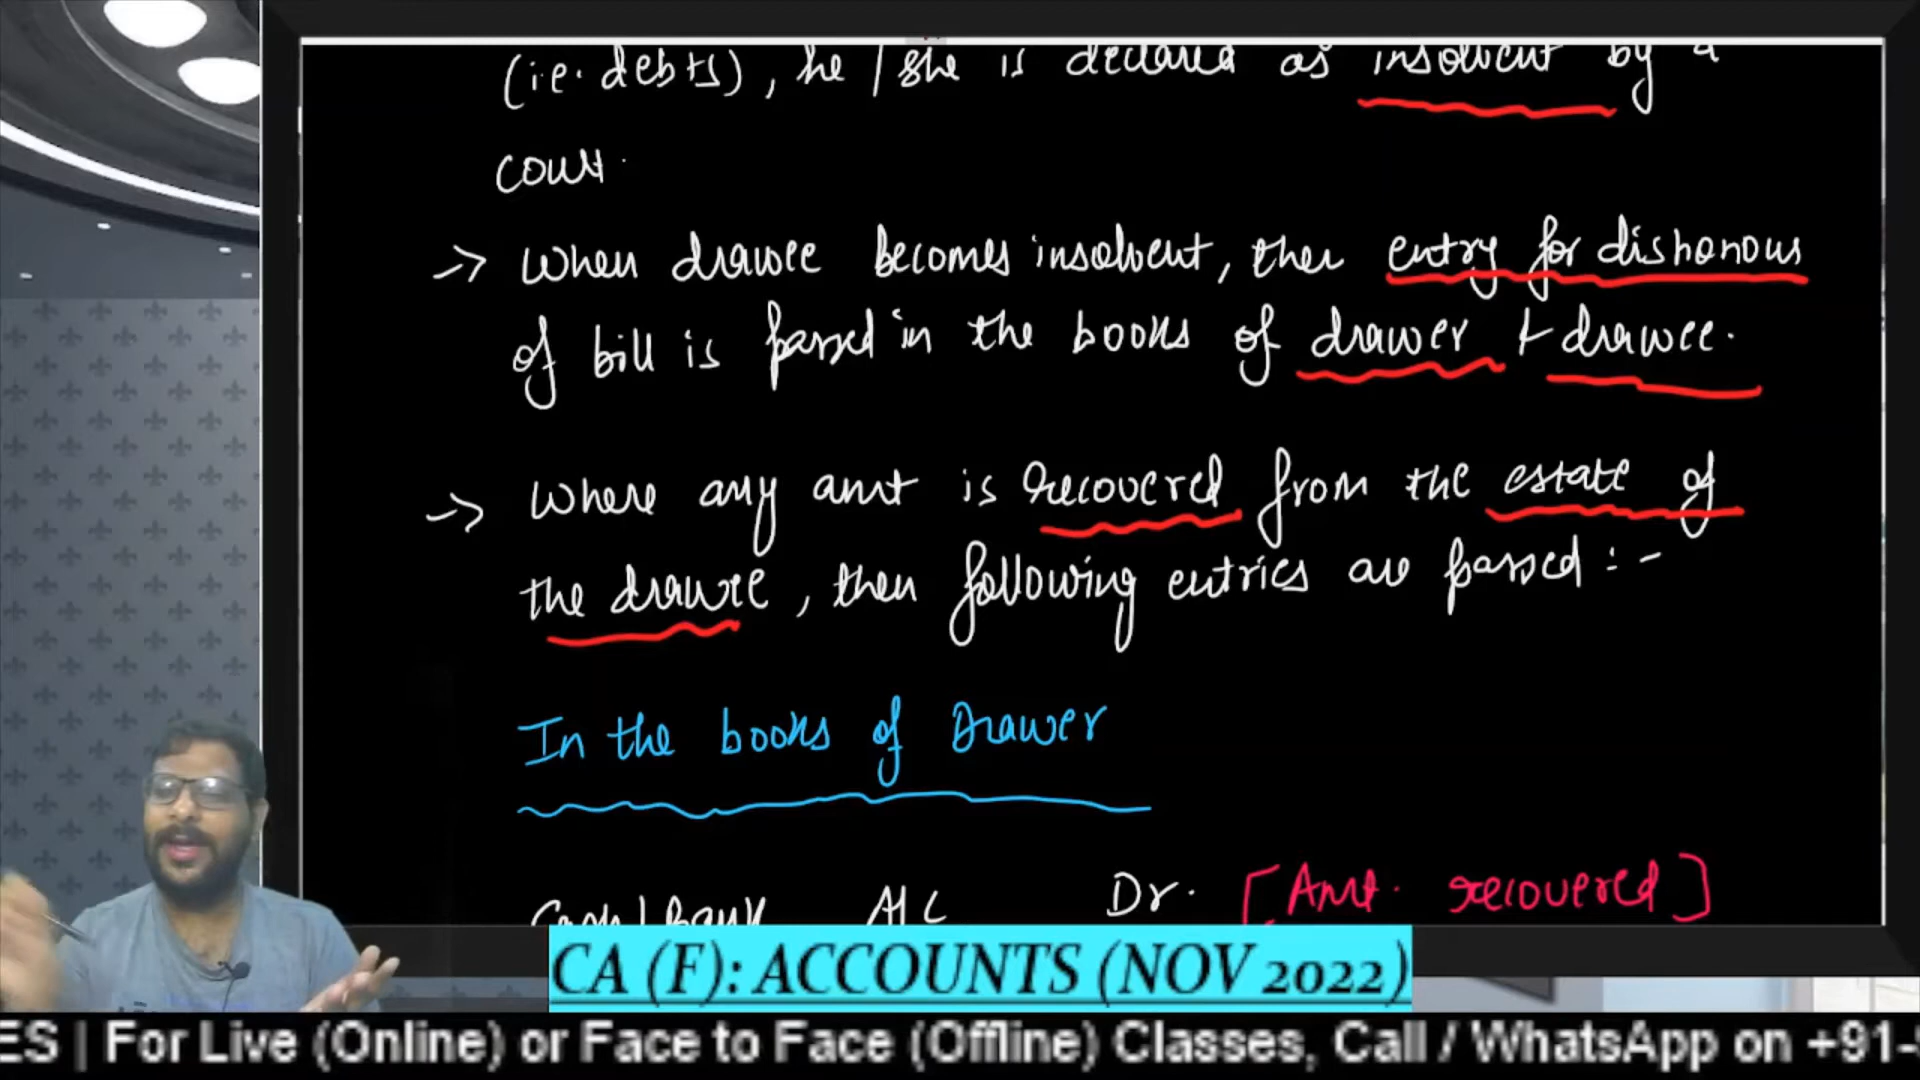 (i.e. debts), he / she is declared as insolvent by a
court.
-> When drawee becomes insolvent, then entry for dishonour
of bill is passed in the books of drawer & drawee.
-> Where any amt is recovered from the estate of
the drawee, then following entries are passed :-
In the books of Drawer
Cash / Bank A/C Dr. [Amt. recovered]
CA (F): ACCOUNTS (NOV 2022)
ES | For Live (Online) or Face to Face (Offline) Classes, Call / WhatsApp on +91-